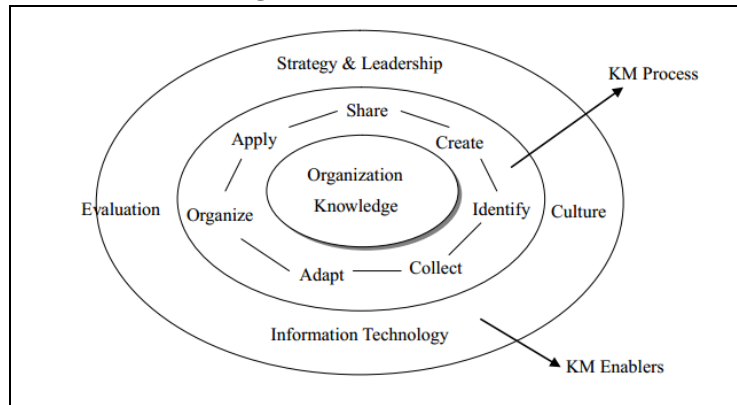 Strategy & Leadership
KM Process
Share
Apply
Create
Organization
Knowledge
Evaluation
Organize
Identify
Culture
Adapt
Collect
Information Technology
KM Enablers